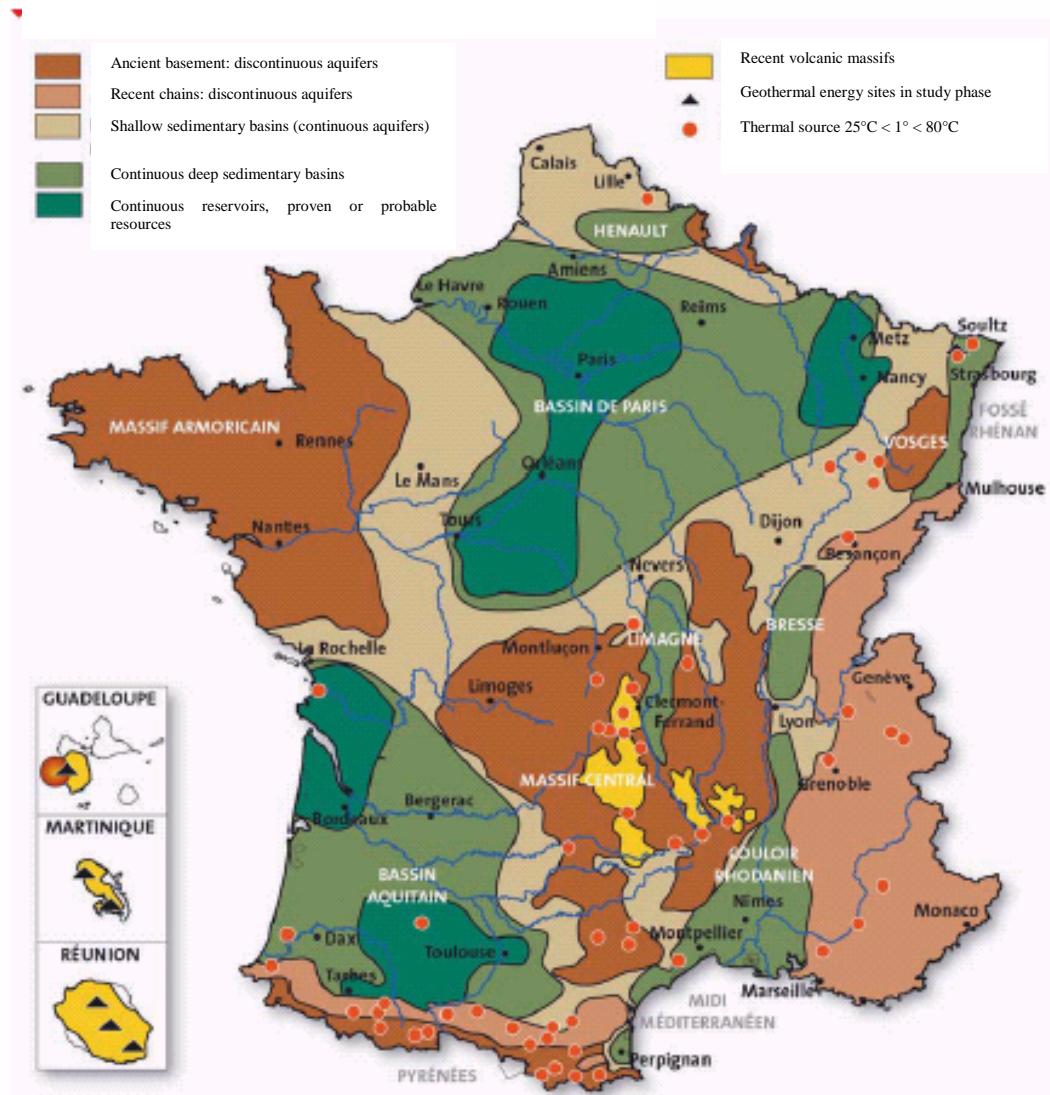 Ancient basement: discontinuous aquifers
Recent chains: discontinuous aquifers
Shallow sedimentary basins (continuous aquifers)
Continuous deep sedimentary basins
Continuous reservoirs, proven or probable
resources
Recent volcanic massifs
Geothermal energy sites in study phase
Thermal source 25°C < 1° < 80°C
Calais
Lille
HENAULT
Amiens
Le Havre
Rouen
Reims
Soultz
Metz
Paris
Nancy
Strasbourg
BASSIN DE PARIS
FOSSÉ
RHÉNAN
MASSIF ARMORICAIN
Rennes
VOSGES
Orléans
Le Mans
Mulhouse
Tours
Dijon
Nantes
Besançon
Nevers
LIMAGNE
BRESSE
La Rochelle
Montluçon
Genève
Limoges
Clermont-
Ferrand
Lyon
MASSIF CENTRAL
Grenoble
Bergerac
Bordeaux
COULOIR
RHODANIEN
BASSIN
AQUITAIN
Nîmes
Monaco
Dax
Toulouse
Montpellier
Tarbes
Marseille
MIDI
MÉDITERRANÉEN
Perpignan
PYRÉNÉES
GUADELOUPE
MARTINIQUE
RÉUNION